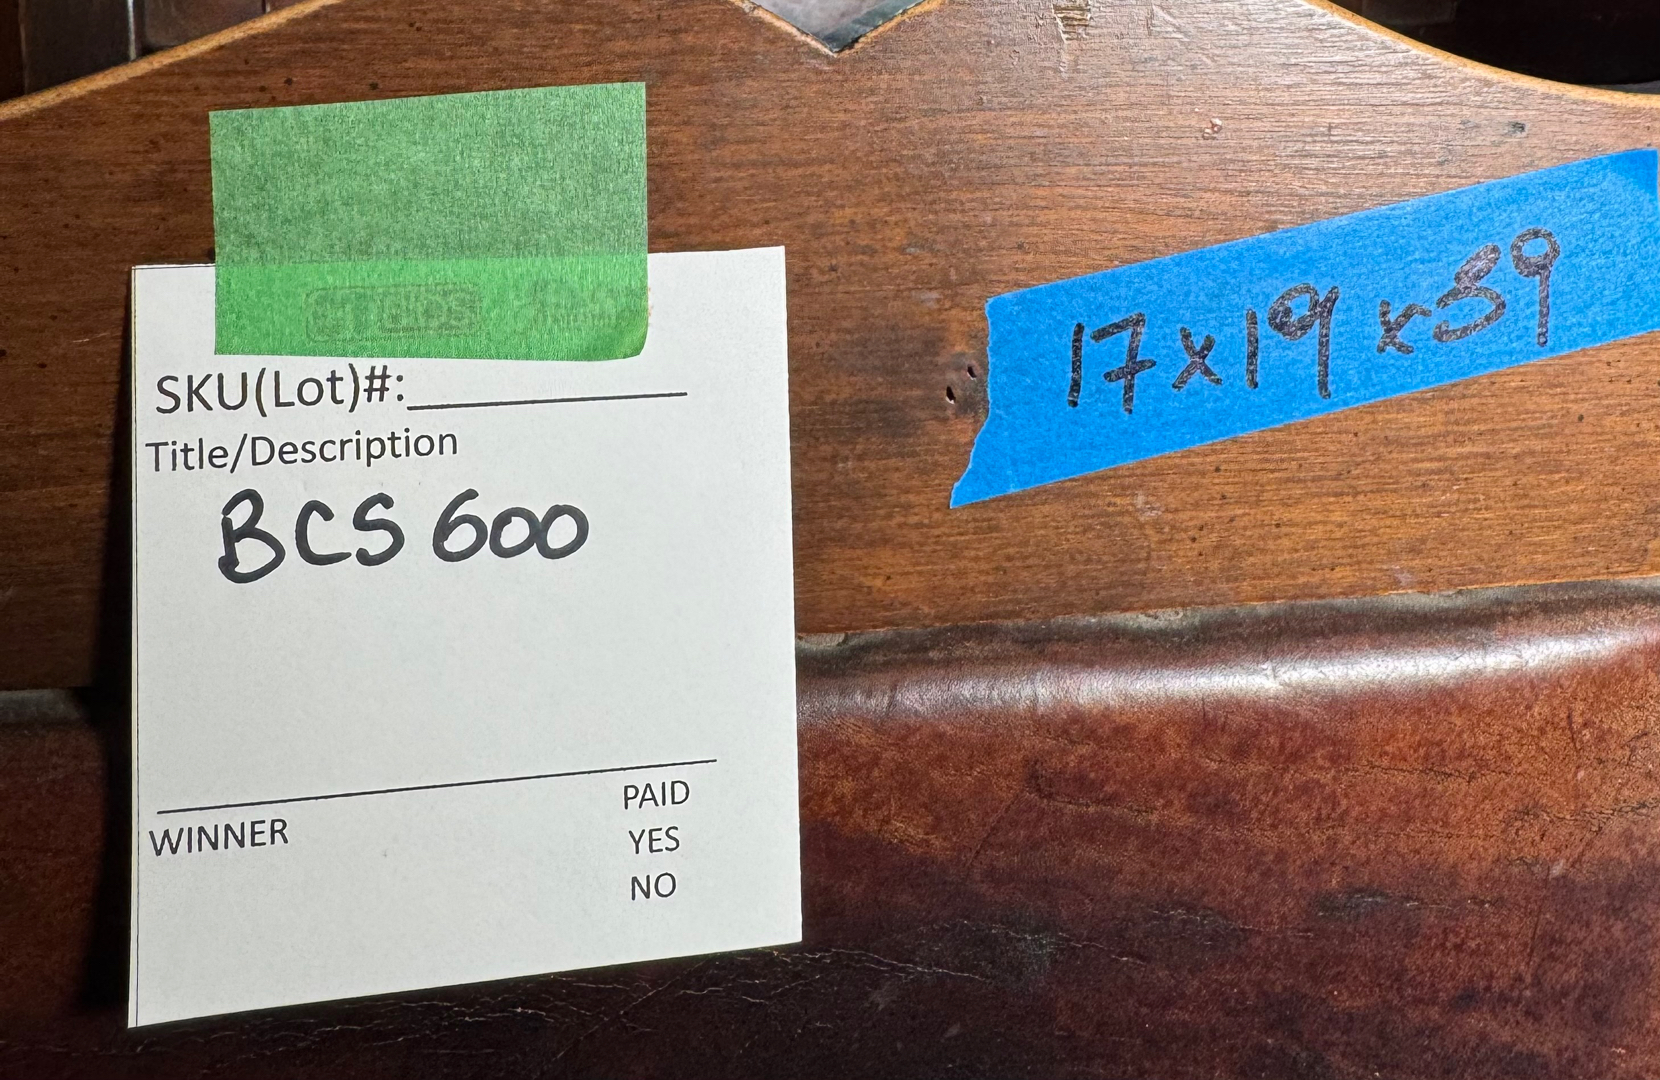 SKU(Lot)#:
Title/Description
BCS 600
WINNER
PAID
YES
NO
17x19x39